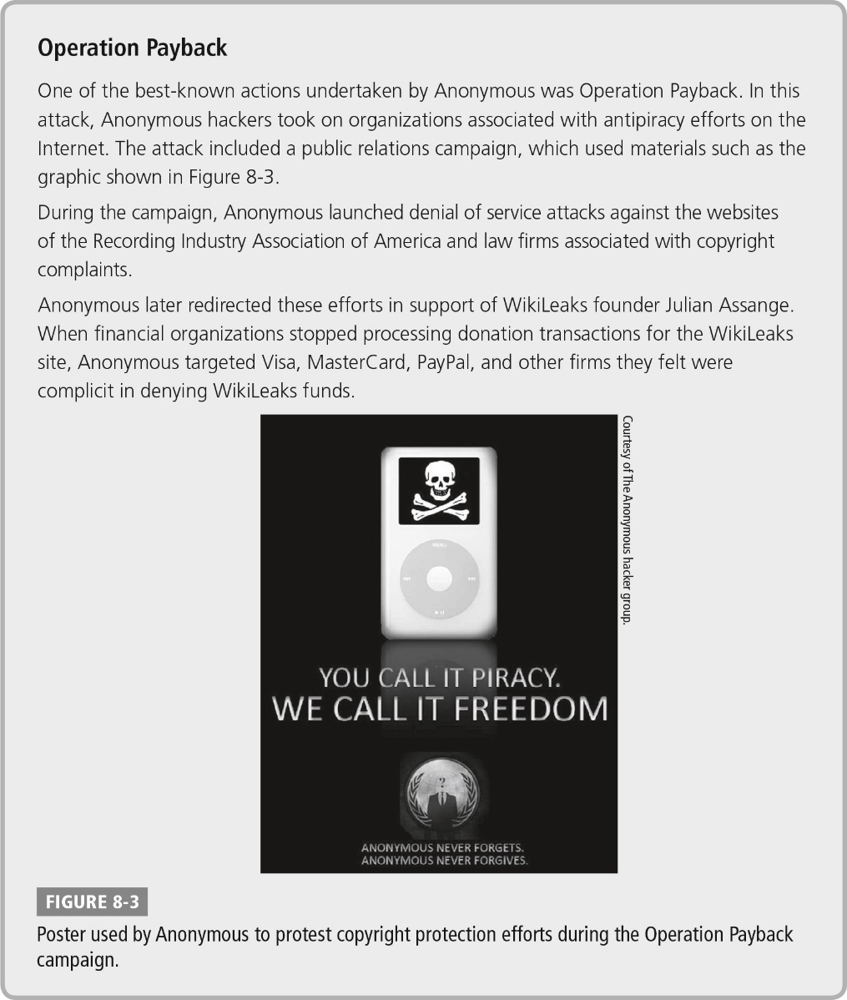 Operation Payback
One of the best-known actions undertaken by Anonymous was Operation Payback. In this
attack, Anonymous hackers took on organizations associated with antipiracy efforts on the
Internet. The attack included a public relations campaign, which used materials such as the
graphic shown in Figure 8-3.
During the campaign, Anonymous launched denial of service attacks against the websites
of the Recording Industry Association of America and law firms associated with copyright
complaints.
Anonymous later redirected these efforts in support of WikiLeaks founder Julian Assange.
When financial organizations stopped processing donation transactions for the WikiLeaks
site, Anonymous targeted Visa, MasterCard, PayPal, and other firms they felt were
complicit in denying WikiLeaks funds.
MENU
YOU CALL IT PIRACY.
WE CALL IT FREEDOM
?
ANONYMOUS NEVER FORGETS.
ANONYMOUS NEVER FORGIVES.
Courtesy of The Anonymous hacker group.
FIGURE 8-3
Poster used by Anonymous to protest copyright protection efforts during the Operation Payback
campaign.